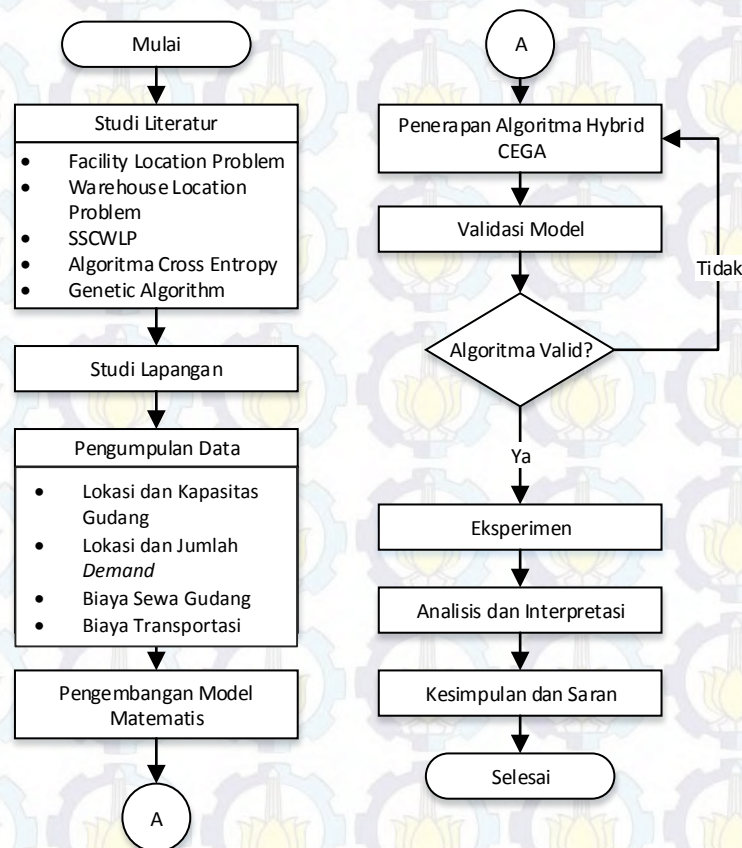 Mulai
Studi Literatur
• Facility Location Problem
• Warehouse Location
Problem
• SSCWLP
• Algoritma Cross Entropy
• Genetic Algorithm
Studi Lapangan
Pengumpulan Data
• Lokasi dan Kapasitas
Gudang
• Lokasi dan Jumlah
Demand
• Biaya Sewa Gudang
• Biaya Transportasi
Pengembangan Model
Matematis
A
A
Penerapan Algoritma Hybrid
CEGA
Validasi Model
Tidak
Algoritma Valid?
Ya
Eksperimen
Analisis dan Interpretasi
Kesimpulan dan Saran
Selesai